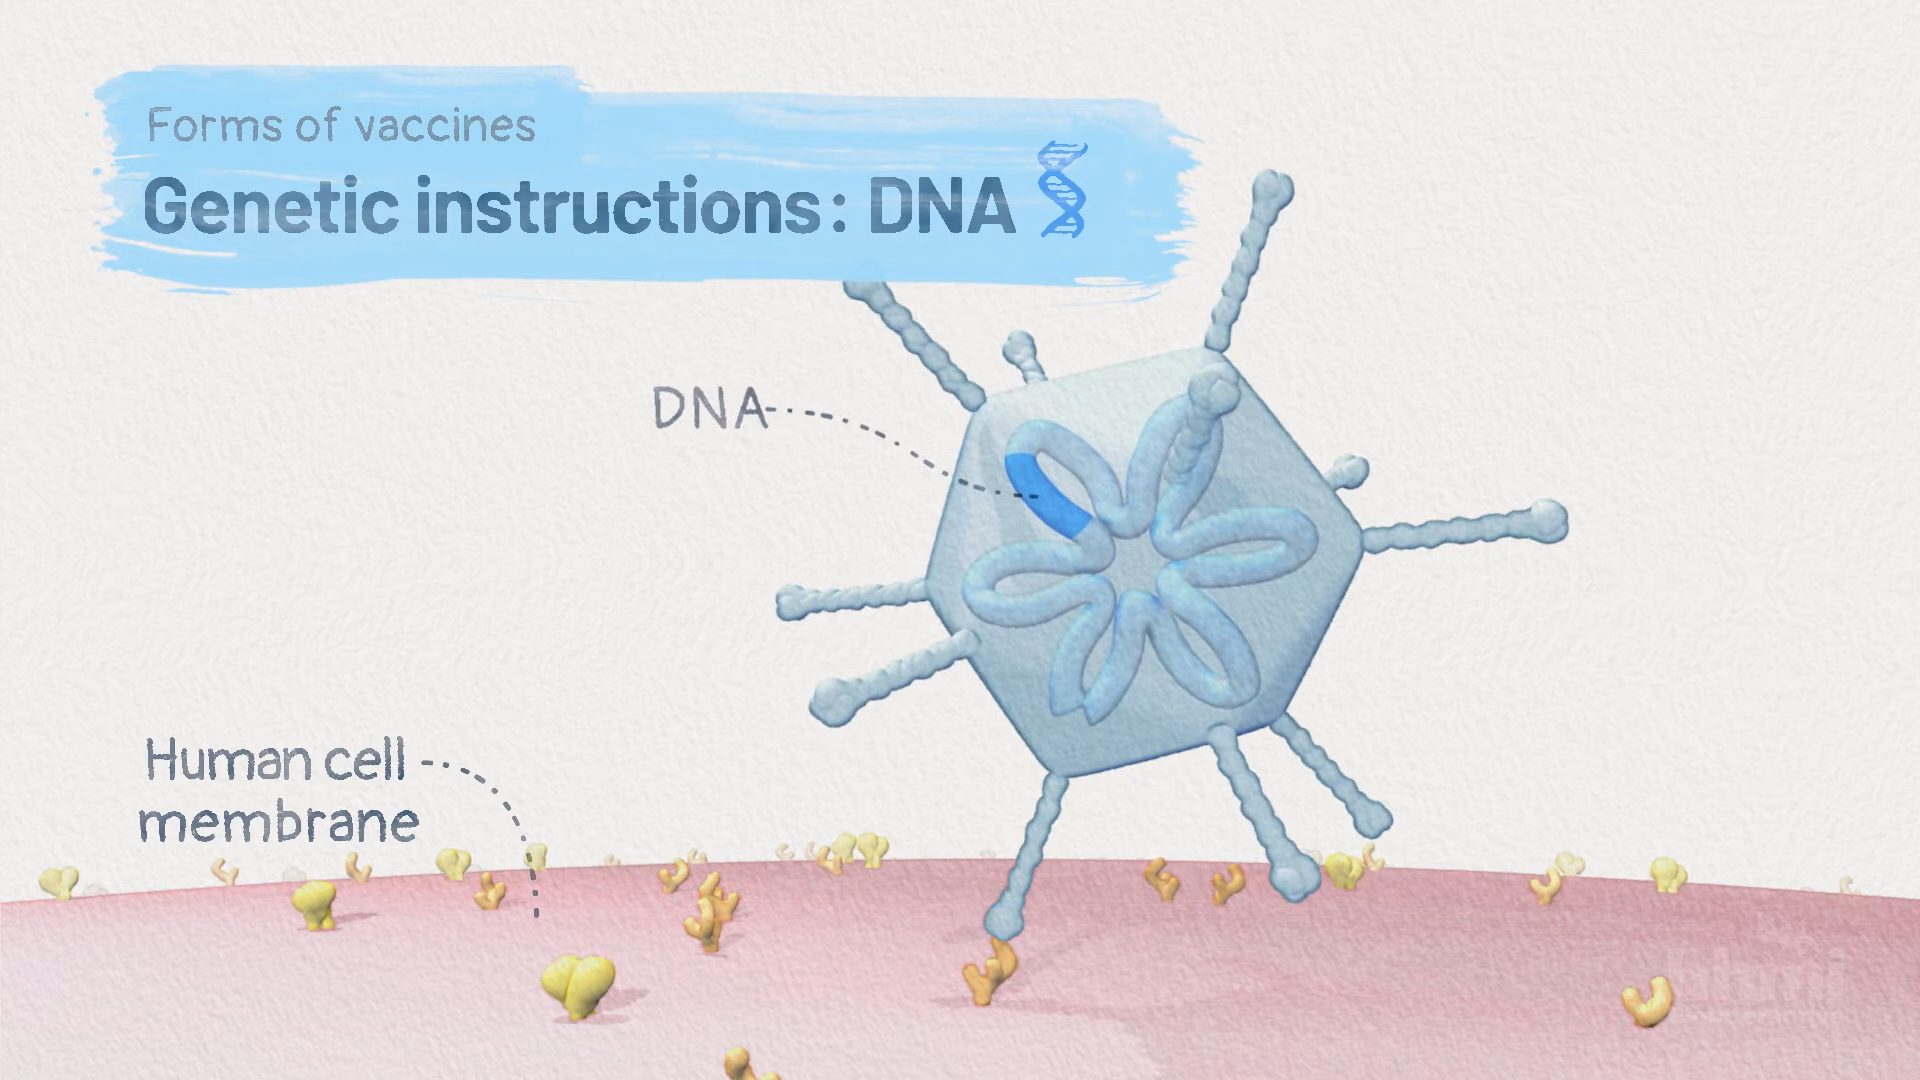 Forms of vaccines
Genetic instructions: DNA
DNA
Human cell
membrane